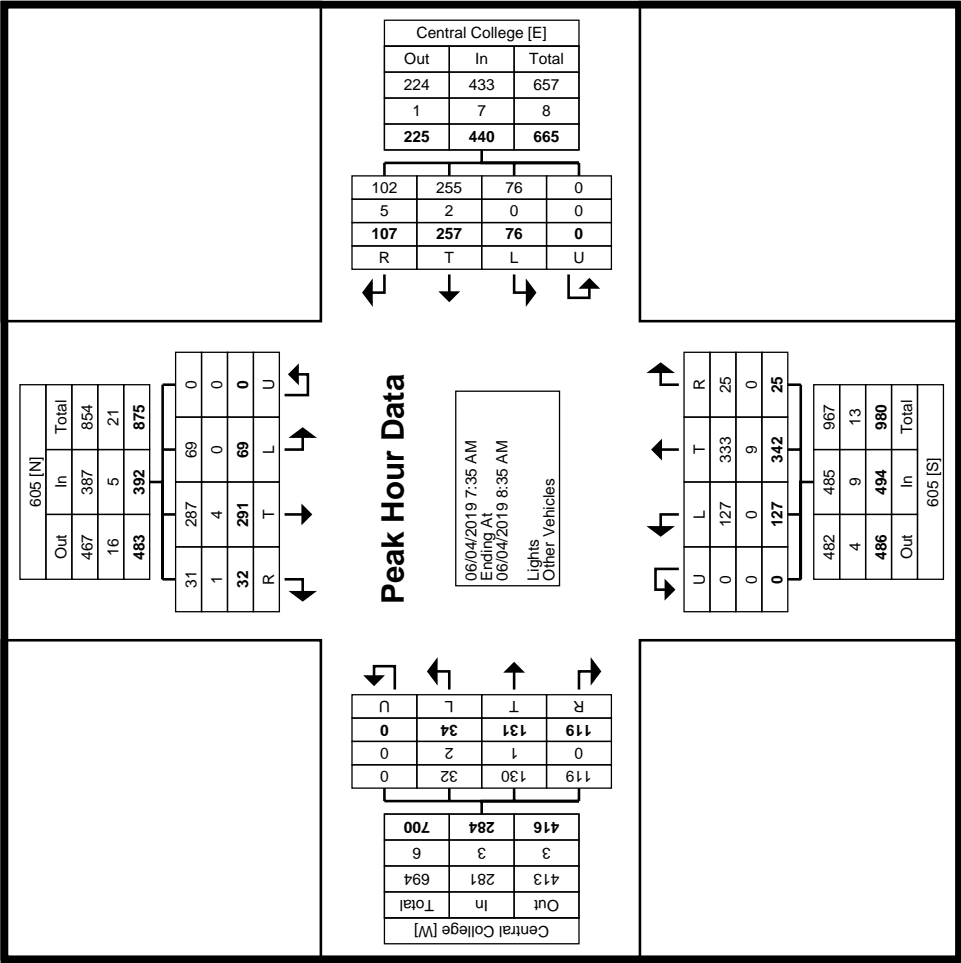 Central College [E]
Out In Total
224 433 657
1 7 8
225 440 665
102 255 76 0
5 2 0 0
107 257 76 0
R T L U
605 [N]
Out In Total
467 387 854
16 5 21
483 392 875
31 287 69 0
1 4 0 0
32 291 69 0
R T L U
Peak Hour Data
06/04/2019 7:35 AM
Ending At
06/04/2019 8:35 AM
Lights
Other Vehicles
U L T R
0 127 333 25
0 0 9 0
0 127 342 25
482 485 967
4 9 13
486 494 980
Out In Total
605 [S]
R T L U
119 131 34 0
0 1 2 0
119 130 32 0
416 284 700
3 3 6
413 281 694
Out In Total
Central College [W]